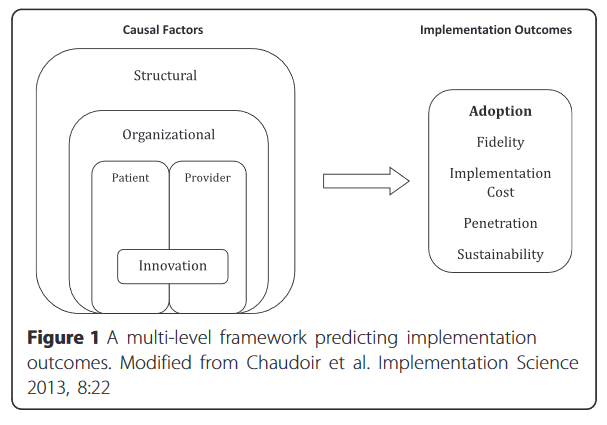 Causal Factors
Implementation Outcomes
Structural
Organizational
Patient
Provider
Innovation
Adoption
Fidelity
Implementation
Cost
Penetration
Sustainability
Figure 1 A multi-level framework predicting implementation
outcomes. Modified from Chaudoir et al. Implementation Science
2013, 8:22